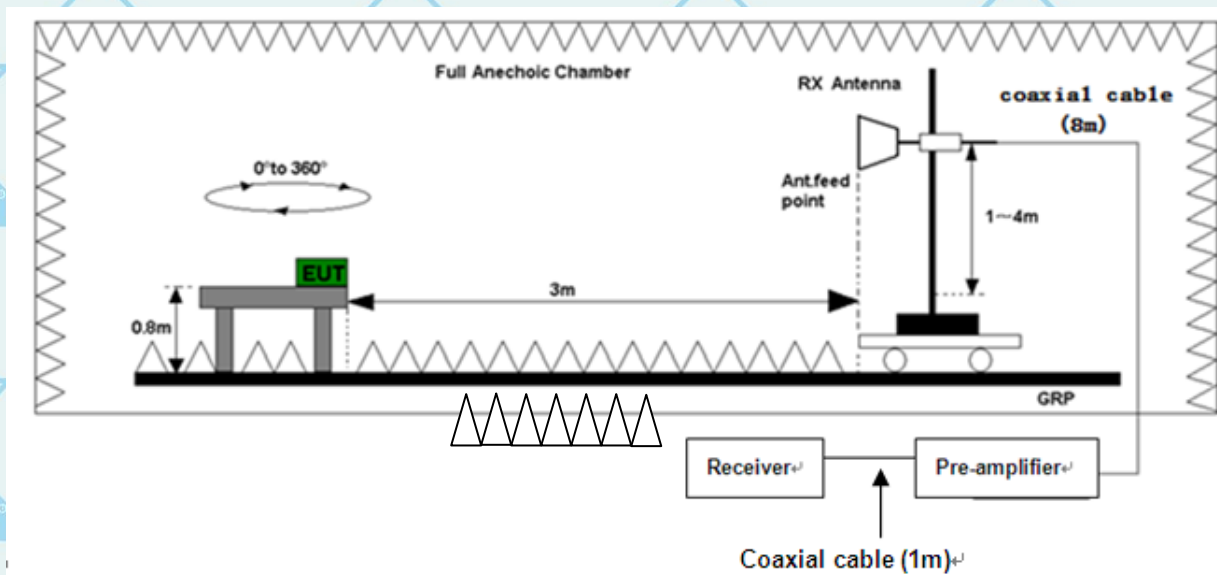 Full Anechoic Chamber
RX Antenna
coaxial cable
(8m)
0°to 360°
Ant.feed
point
1~4m
EUT
3m
0.8m
GRP
Receiver↵
Pre-amplifier↵
Coaxial cable (1m)↵